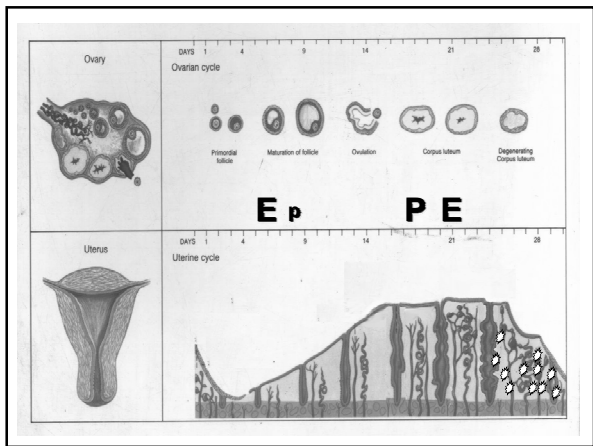 Ovary
DAYS 1 4 9 14 21 28
Ovarian cycle
Primordial
follicle
Maturation of follicle
Ovulation
Corpus luteum
Degenerating
Corpus luteum
E p P E
Uterus
DAYS 1 4 9 14 21 28
Uterine cycle